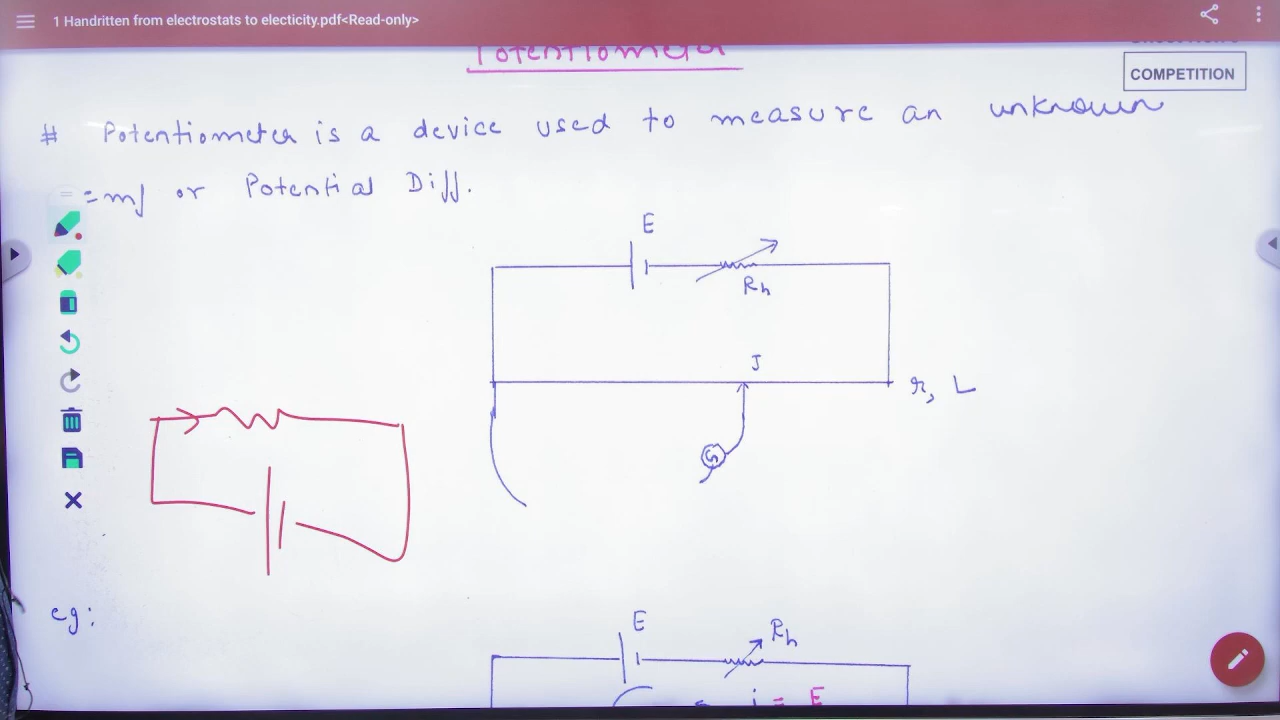 1 Handritten from electrostats to electicity.pdf<Read-only>
Potentiometer
COMPETITION
# Potentiometer is a device used to measure an unknown
emf or Potential Diff.
E
Rh
J
r, L
G
eg:
E
Rh
i = E